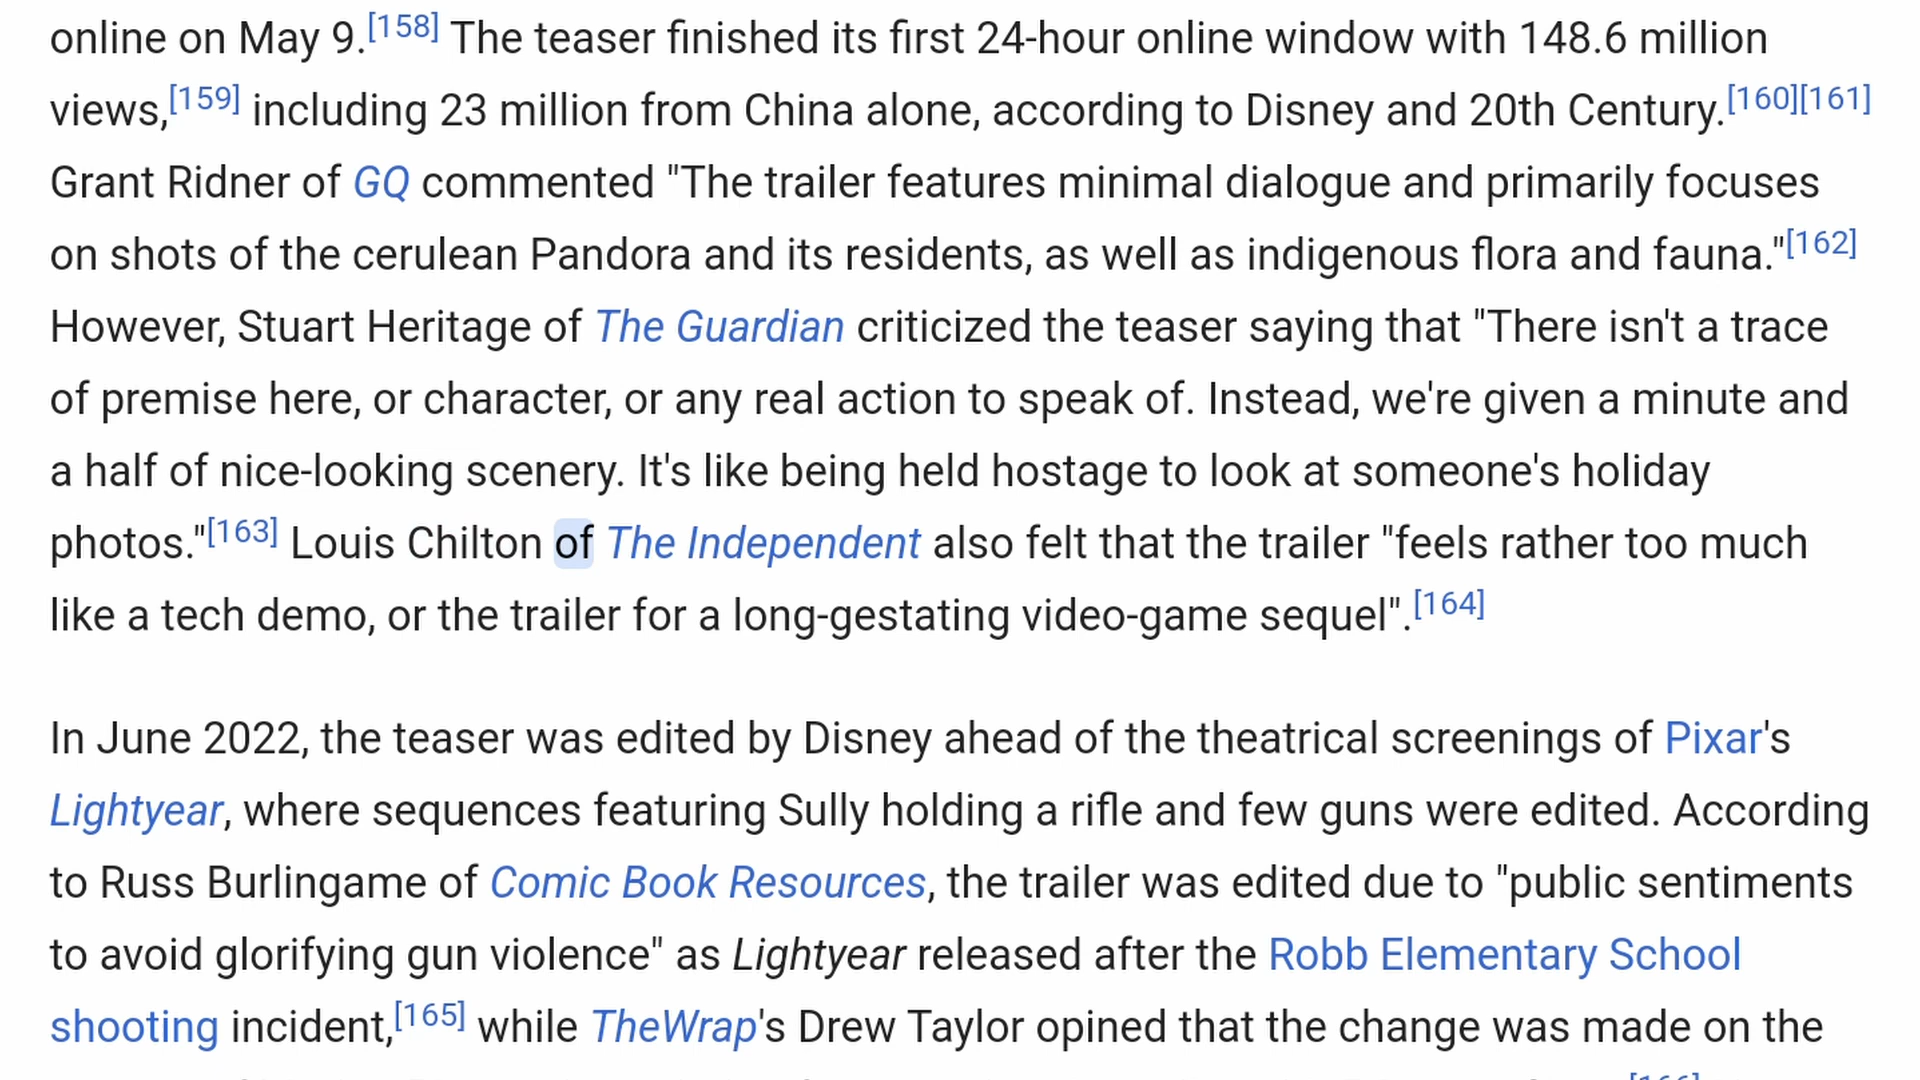 online on May 9.[158] The teaser finished its first 24-hour online window with 148.6 million
views,[159] including 23 million from China alone, according to Disney and 20th Century.[160][161]
Grant Ridner of GQ commented "The trailer features minimal dialogue and primarily focuses
on shots of the cerulean Pandora and its residents, as well as indigenous flora and fauna."[162]
However, Stuart Heritage of The Guardian criticized the teaser saying that "There isn't a trace
of premise here, or character, or any real action to speak of. Instead, we're given a minute and
a half of nice-looking scenery. It's like being held hostage to look at someone's holiday
photos."[163] Louis Chilton of The Independent also felt that the trailer "feels rather too much
like a tech demo, or the trailer for a long-gestating video-game sequel".[164]
In June 2022, the teaser was edited by Disney ahead of the theatrical screenings of Pixar's
Lightyear, where sequences featuring Sully holding a rifle and few guns were edited. According
to Russ Burlingame of Comic Book Resources, the trailer was edited due to "public sentiments
to avoid glorifying gun violence" as Lightyear released after the Robb Elementary School
shooting incident,[165] while TheWrap's Drew Taylor opined that the change was made on the